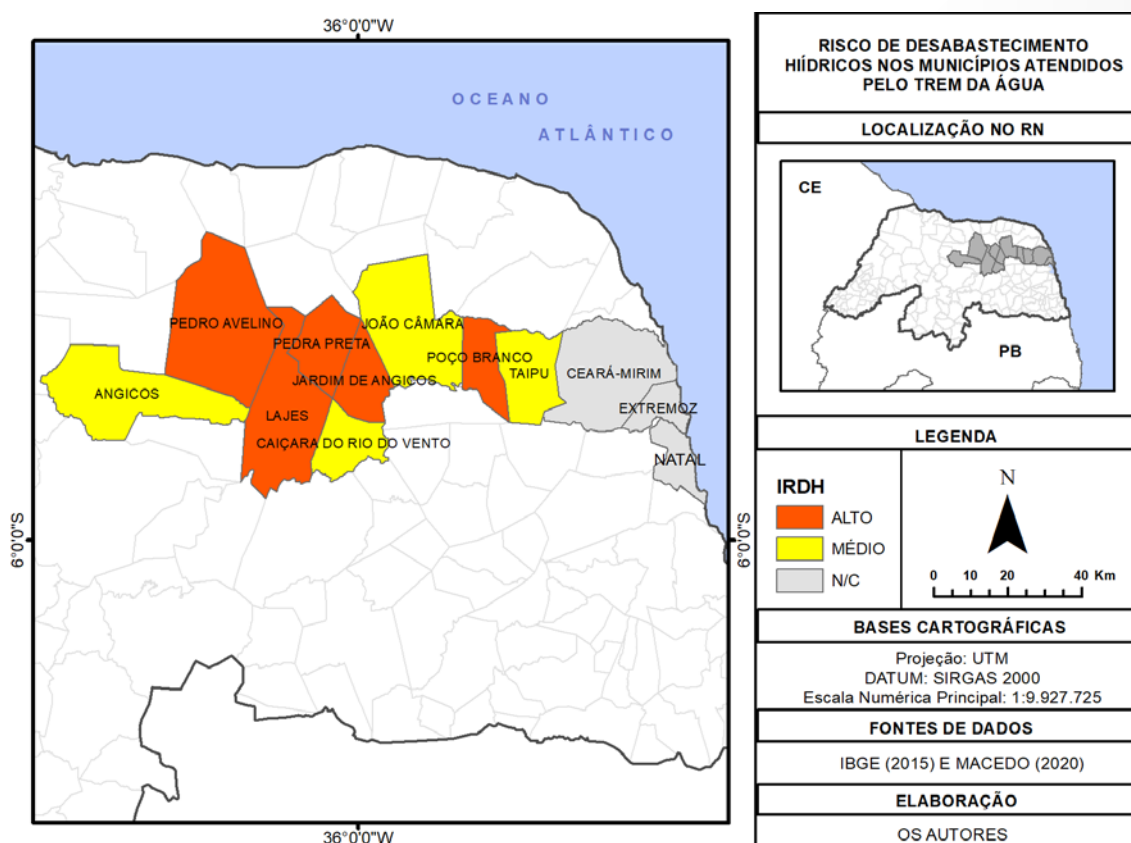 36°0'0"W
OCEANO
ATLÂNTICO
PEDRO AVELINO
JOÃO CÂMARA
PEDRA PRETA
POÇO BRANCO
TAIPU
CEARÁ-MIRIM
ANGICOS
JARDIM DE ANGICOS
LAJES
EXTREMOZ
CAIÇARA DO RIO DO VENTO
NATAL
6°0'0"S
6°0'0"S
36°0'0"W
RISCO DE DESABASTECIMENTO
HIÍDRICOS NOS MUNICÍPIOS ATENDIDOS
PELO TREM DA ÁGUA
LOCALIZAÇÃO NO RN
CE
PB
LEGENDA
IRDH
ALTO
MÉDIO
N/C
N
0 10 20 40 Km
BASES CARTOGRÁFICAS
Projeção: UTM
DATUM: SIRGAS 2000
Escala Numérica Principal: 1:9.927.725
FONTES DE DADOS
IBGE (2015) E MACEDO (2020)
ELABORAÇÃO
OS AUTORES